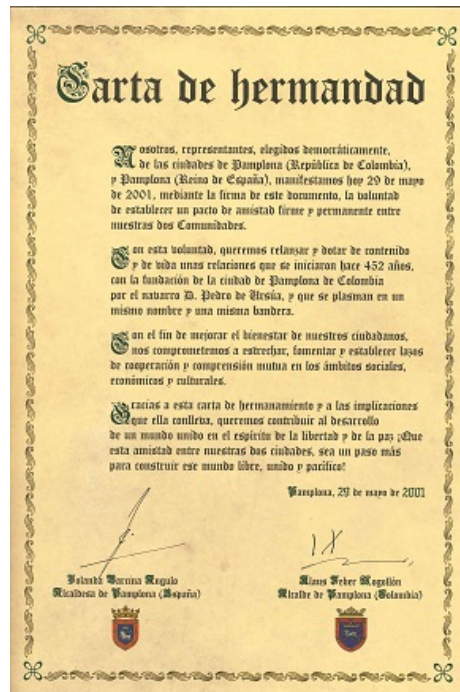 Carta de hermandad
Nosotros, representantes, elegidos democráticamente,
de las ciudades de Pamplona (República de Colombia),
y Pamplona (Reino de España), manifestamos hoy 29 de mayo
de 2001, mediante la firma de este documento, la voluntad
de establecer un pacto de amistad firme y permanente entre
nuestras dos Comunidades.
Con esta voluntad, queremos relanzar y dotar de contenido
y de vida unas relaciones que se iniciaron hace 452 años,
con la fundación de la ciudad de Pamplona de Colombia
por el navarro D. Pedro de Ursúa, y que se plasman en un
mismo nombre y una misma bandera.
Con el fin de mejorar el bienestar de nuestros ciudadanos,
nos comprometemos a estrechar, fomentar y establecer lazos
de cooperación y comprensión mutua en los ámbitos sociales,
económicos y culturales.
Gracias a esta carta de hermanamiento y a las implicaciones
que ella conlleva, queremos contribuir al desarrollo
de un mundo unido en el espíritu de la libertad y de la paz ¡Que
esta amistad entre nuestras dos ciudades, sea un paso más
para construir ese mundo libre, unido y pacífico!
Pamplona, 29 de mayo de 2001
Yolanda Barcina Angulo
Alcaldesa de Pamplona (España)
Klaus Feber Mogollón
Alcalde de Pamplona (Colombia)